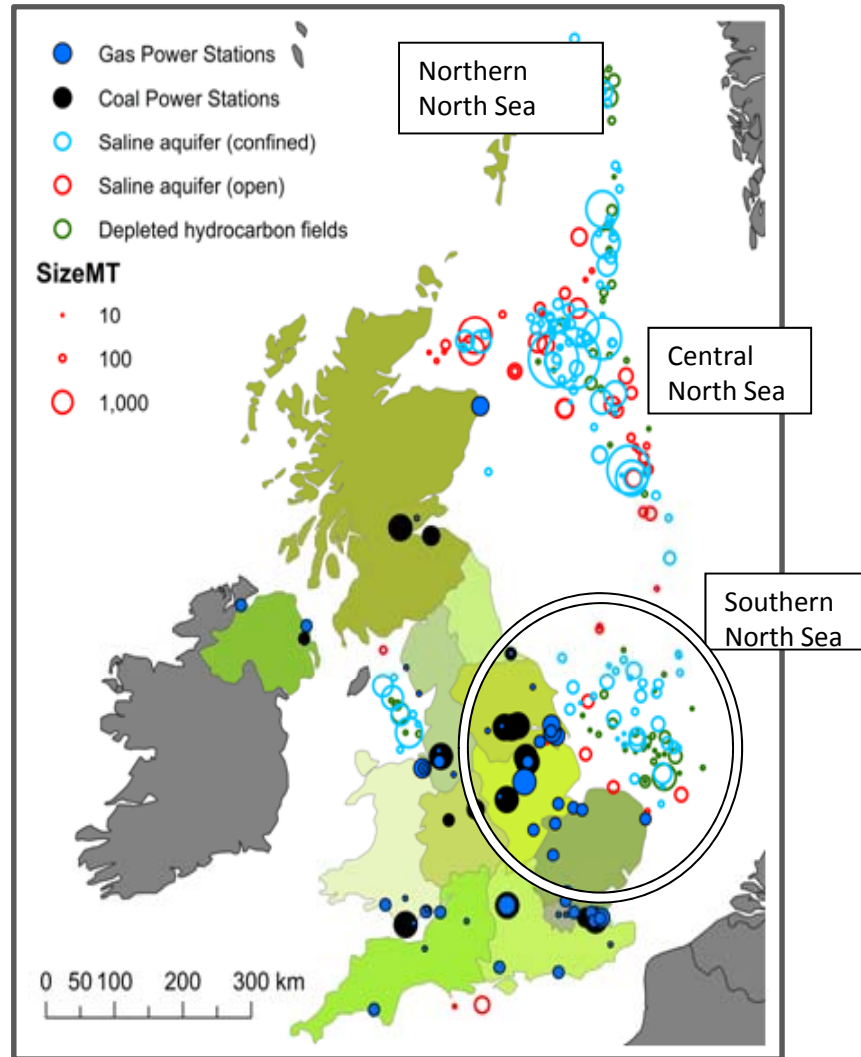 Gas Power Stations
Coal Power Stations
Saline aquifer (confined)
Saline aquifer (open)
Depleted hydrocarbon fields
SizeMT
10
100
1,000
Northern
North Sea
Central
North Sea
Southern
North Sea
0 50 100 200 300 km